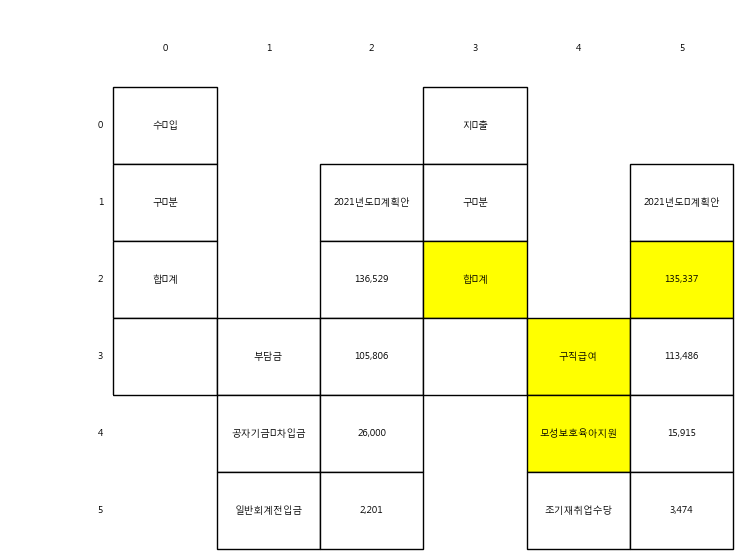 0 1 2 3 4 5
0 수□입 지□출
1 구□분 2021년도□계획안 구□분 2021년도□계획안
2 합□계 136,529 합□계 135,337
3 부담금 105,806 구직급여 113,486
4 공자기금□차입금 26,000 모성보호육아지원 15,915
5 일반회계전입금 2,201 조기재취업수당 3,474